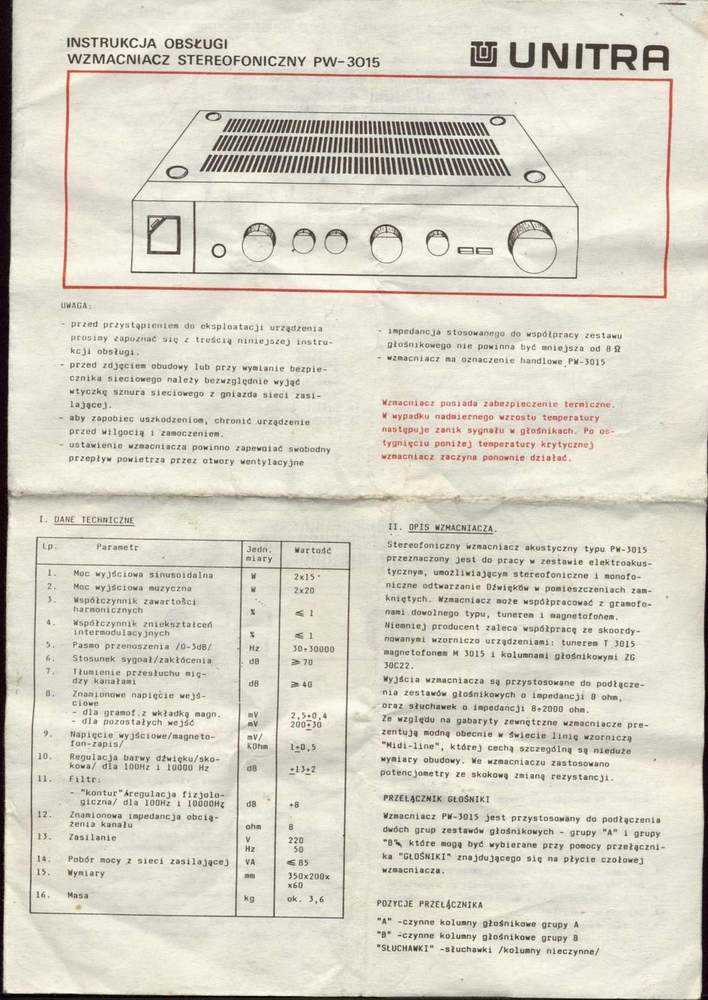 INSTRUKCJA OBSŁUGI
WZMACNIACZ STEREOFONICZNY PW-3015
UNITRA
UWAGA:
- przed przystąpieniem do eksploatacji urządzenia
prosimy zapoznać się z treścią niniejszej instru-
kcji obsługi.
- przed zdjęciem obudowy lub przy wymianie bezpie-
cznika sieciowego należy bezwzględnie wyjąć
wtyczkę sznura sieciowego z gniazda sieci zasi-
lającej.
- aby zapobiec uszkodzeniom, chronić urządzenie
przed wilgocią i zamoczeniem.
- ustawienie wzmacniacza powinno zapewniać swobodny
przepływ powietrza przez otwory wentylacyjne
- impedancja stosowanego do współpracy zestawu
głośnikowego nie powinna być mniejsza od 8 Ω
- wzmacniacz ma oznaczenie handlowe PW-3015
Wzmacniacz posiada zabezpieczenie termiczne.
W wypadku nadmiernego wzrostu temperatury
następuje zanik sygnału w głośnikach. Po os-
tygnięciu poniżej temperatury krytycznej
wzmacniacz zaczyna ponownie działać.
I. DANE TECHNICZNE
Lp. Parametr Jedn. miary Wartość
1. Moc wyjściowa sinusoidalna W 2x15
2. Moc wyjściowa muzyczna W 2x20
3. Współczynnik zawartości
harmonicznych % ⩽ 1
4. Współczynnik zniekształceń
intermodulacyjnych % ⩽ 1
5. Pasmo przenoszenia /0-3dB/ Hz 30÷30000
6. Stosunek sygnał/zakłócenia dB ⩾ 70
7. Tłumienie przesłuchu mię-
dzy kanałami dB ⩾ 40
8. Znamionowe napięcie wejś-
ciowe
- dla gramof.z wkładką magn. mV 2,5±0,4
- dla pozostałych wejść mV 200±30
9. Napięcie wyjściowe/magneto-
fon-zapis/ mV/ KOhm 1±0,5
10. Regulacja barwy dźwięku/sko-
kowa/ dla 100Hz i 10000 Hz dB ±13±2
11. Filtr:
- "kontur"/regulacja fizjolo-
giczna/ dla 100Hz i 10000Hz dB +8
12. Znamionowa impedancja obcią-
żenia kanału ohm 8
13. Zasilanie V 220
Hz 50
14. Pobór mocy z sieci zasilającej VA ⩽ 85
15. Wymiary mm 350x200x
x60
16. Masa kg ok. 3,6
II. OPIS WZMACNIACZA.
Stereofoniczny wzmacniacz akustyczny typu PW-3015
przeznaczony jest do pracy w zestawie elektroakus-
tycznym, umożliwiającym stereofoniczne i monofo-
niczne odtwarzanie Dźwięków w pomieszczeniach zam-
kniętych. Wzmacniacz może współpracować z gramofo-
nami dowolnego typu, tunerem i magnetofonem.
Niemniej producent zaleca współpracę ze skoordy-
nowanymi wzorniczo urządzeniami: tunerem T 3015
magnetofonem M 3015 i kolumnami głośnikowymi ZG
30C22.
Wyjścia wzmacniacza są przystosowane do podłącze-
nia zestawów głośnikowych o impedancji 8 ohm,
oraz słuchawek o impedancji 8÷2000 ohm.
Ze względu na gabaryty zewnętrzne wzmacniacze pre-
zentują modną obecnie w świecie linię wzorniczą
"Midi-line", której cechą szczególną są nieduże
wymiary obudowy. We wzmacniaczu zastosowano
potencjometry ze skokową zmianą rezystancji.
PRZEŁĄCZNIK GŁOŚNIKI
Wzmacniacz PW-3015 jest przystosowany do podłączenia
dwóch grup zestawów głośnikowych - grupy "A" i grupy
"B", które mogą być wybierane przy pomocy przełączni-
ka "GŁOŚNIKI" znajdującego się na płycie czołowej
wzmacniacza.
POZYCJE PRZEŁĄCZNIKA
"A" -czynne kolumny głośnikowe grupy A
"B" -czynne kolumny głośnikowe grupy B
"SŁUCHAWKI" -słuchawki /kolumny nieczynne/